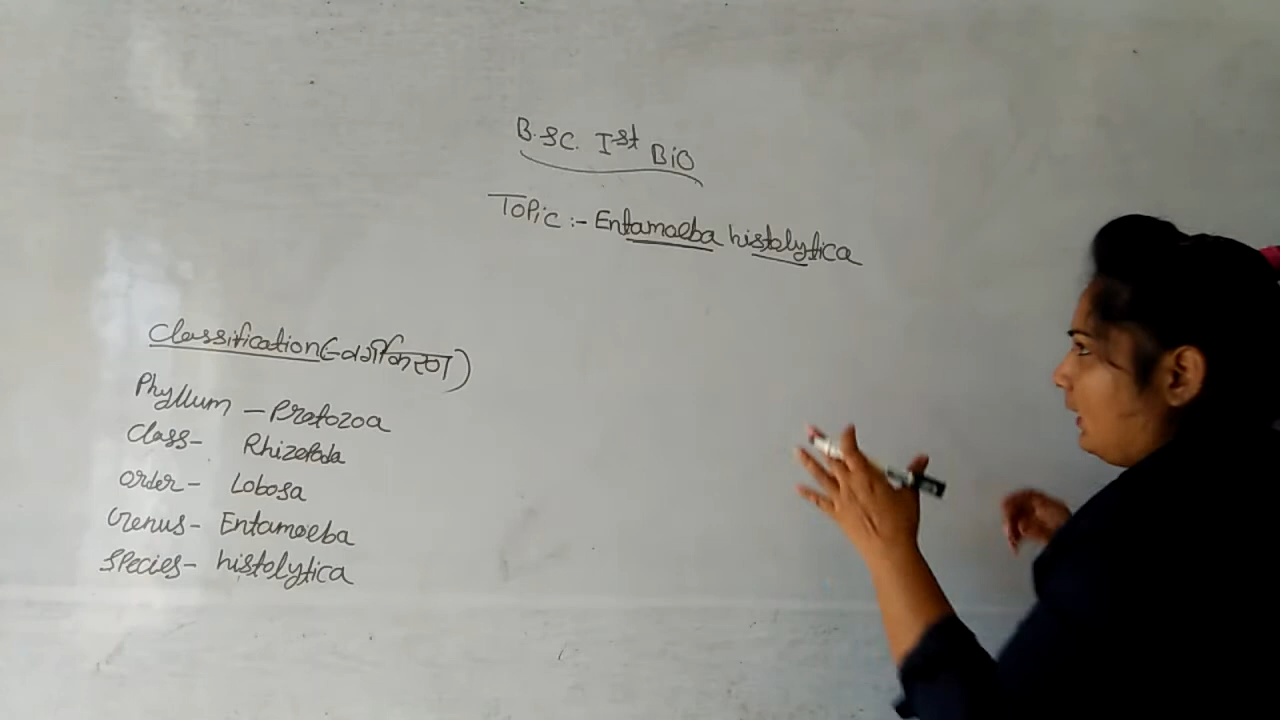 B.Sc. Ist Bio
Topic :- Entamoeba histolytica
Classification (वर्गीकरण)
Phyllum - Protozoa
Class- Rhizopoda
order- Lobosa
Genus- Entamoeba
Species- histolytica